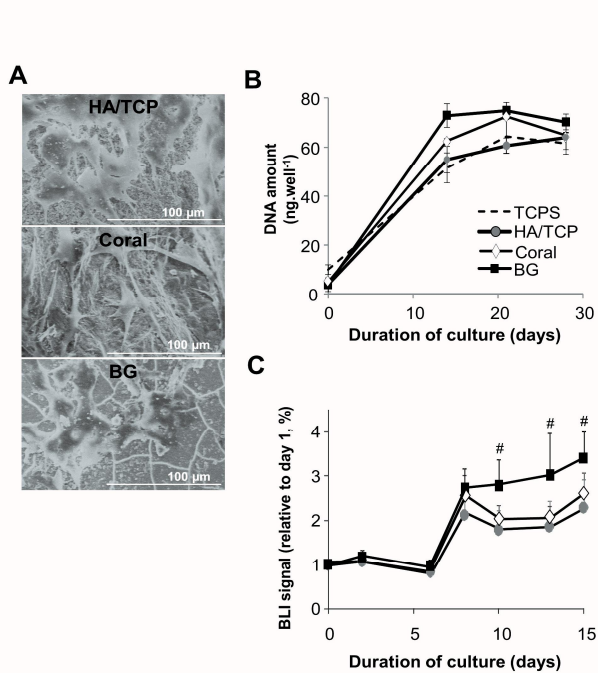 A
HA/TCP
100 µm
Coral
100 µm
BG
100 µm
B
DNA amount
(ng.well-1)
80
60
40
20
0
0 10 20 30
TCPS
HA/TCP
Coral
BG
Duration of culture (days)
C
BLI signal (relative to day 1, %)
4
3
2
1
0
# # #
0 5 10 15
Duration of culture (days)